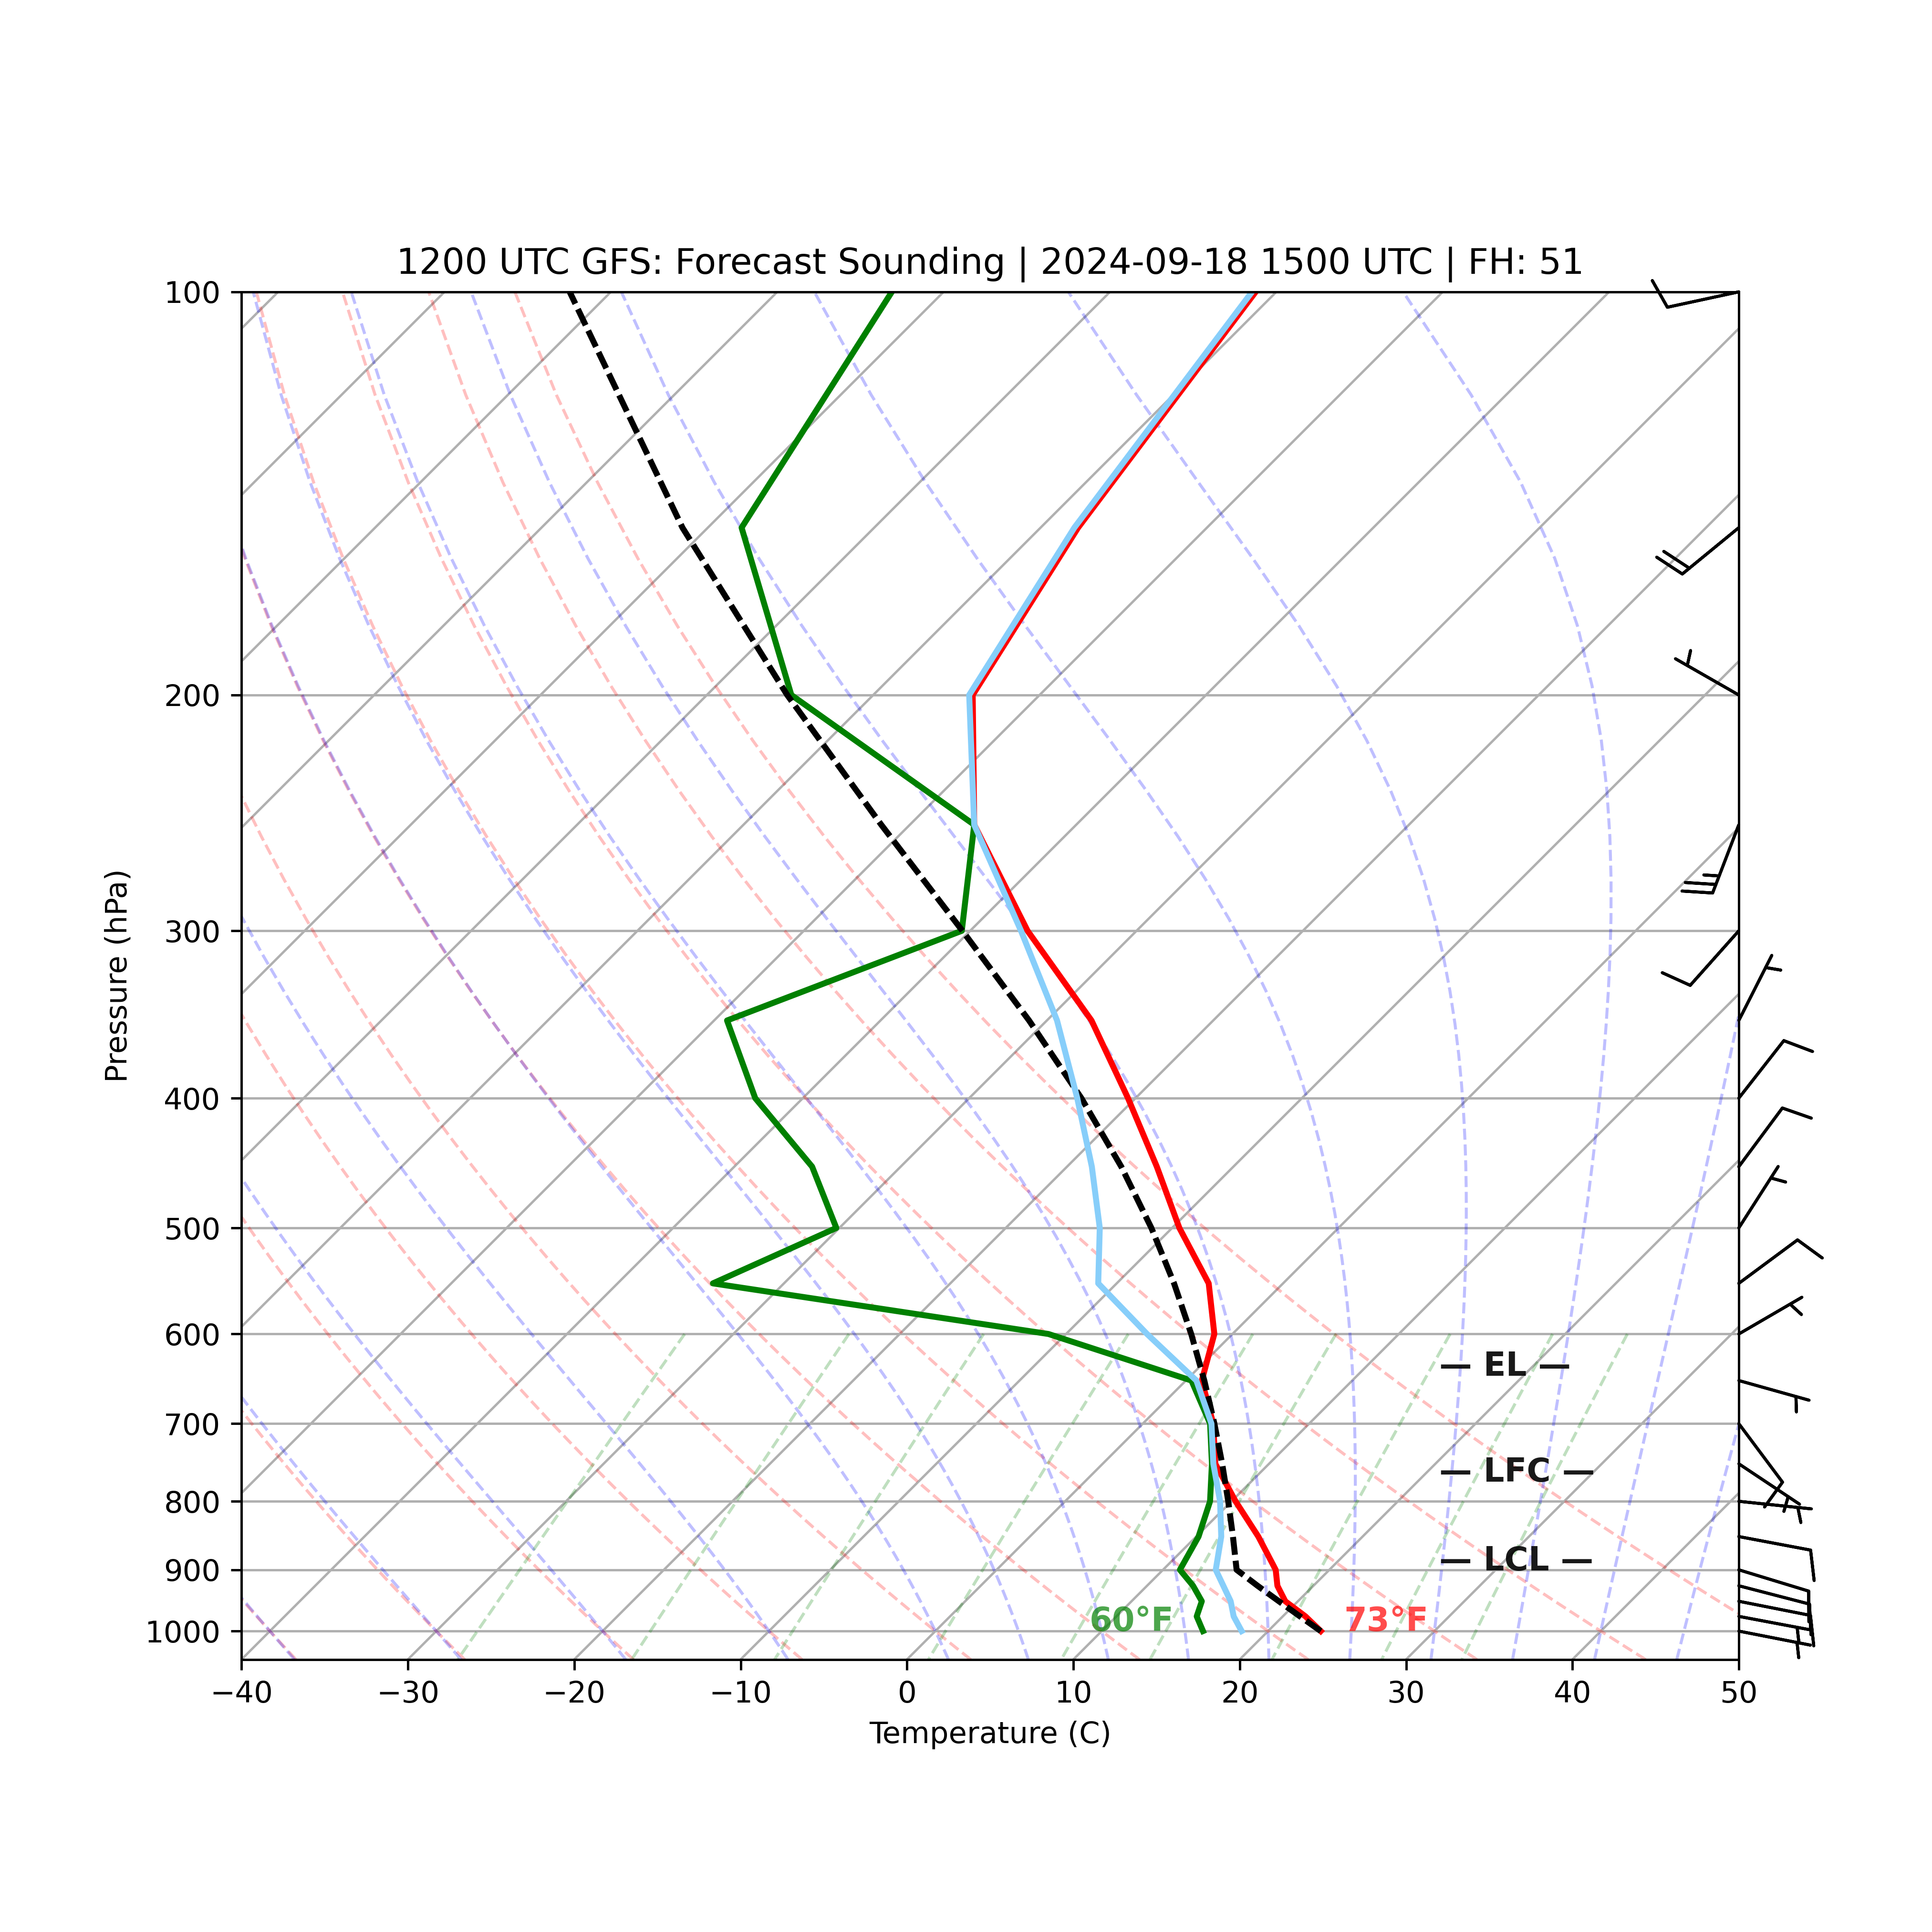 1200 UTC GFS: Forecast Sounding | 2024-09-18 1500 UTC | FH: 51
100
200
300
400
500
600
700
800
900
1000
Pressure (hPa)
— EL —
— LFC —
— LCL —
60°F
73°F
−40 −30 −20 −10 0 10 20 30 40 50
Temperature (C)